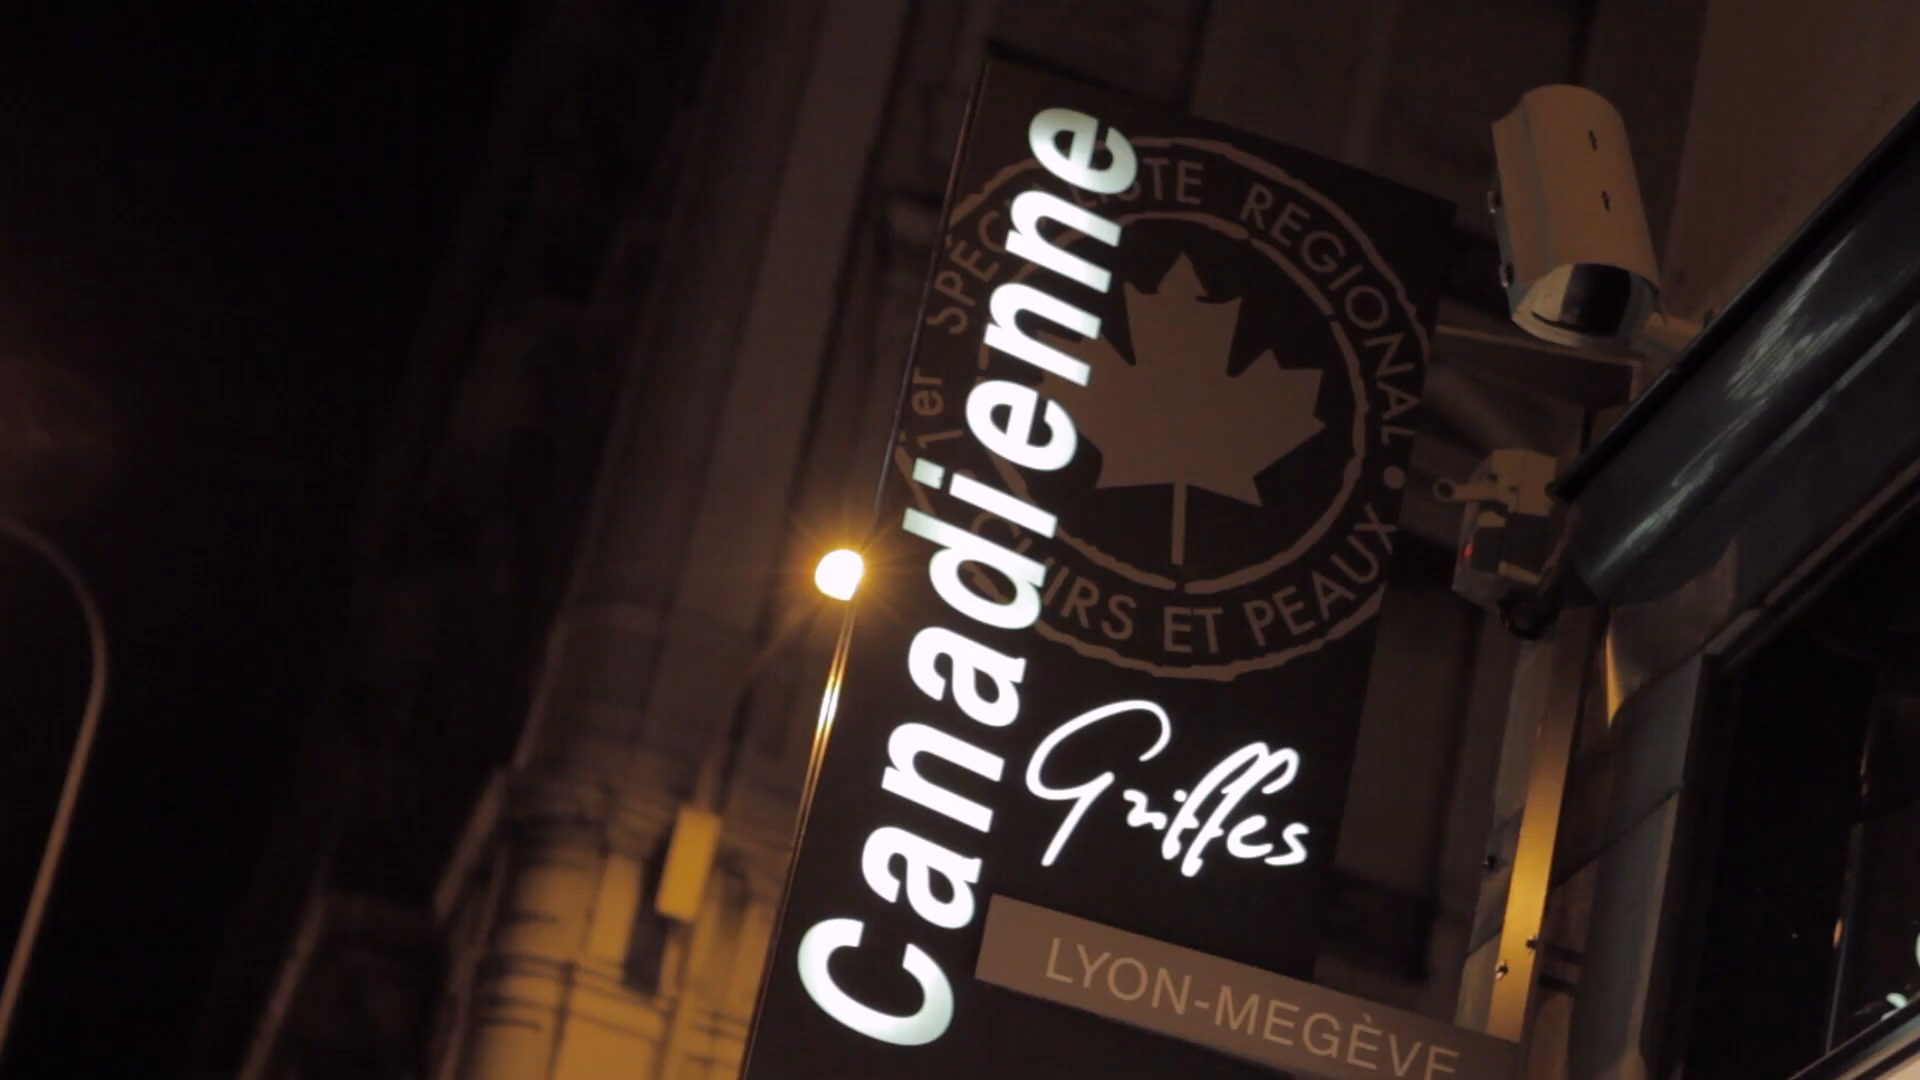 Canadienne
1er SPÉCIALISTE REGIONAL •
CUIRS ET PEAUX
Griffes
LYON-MEGÈVE